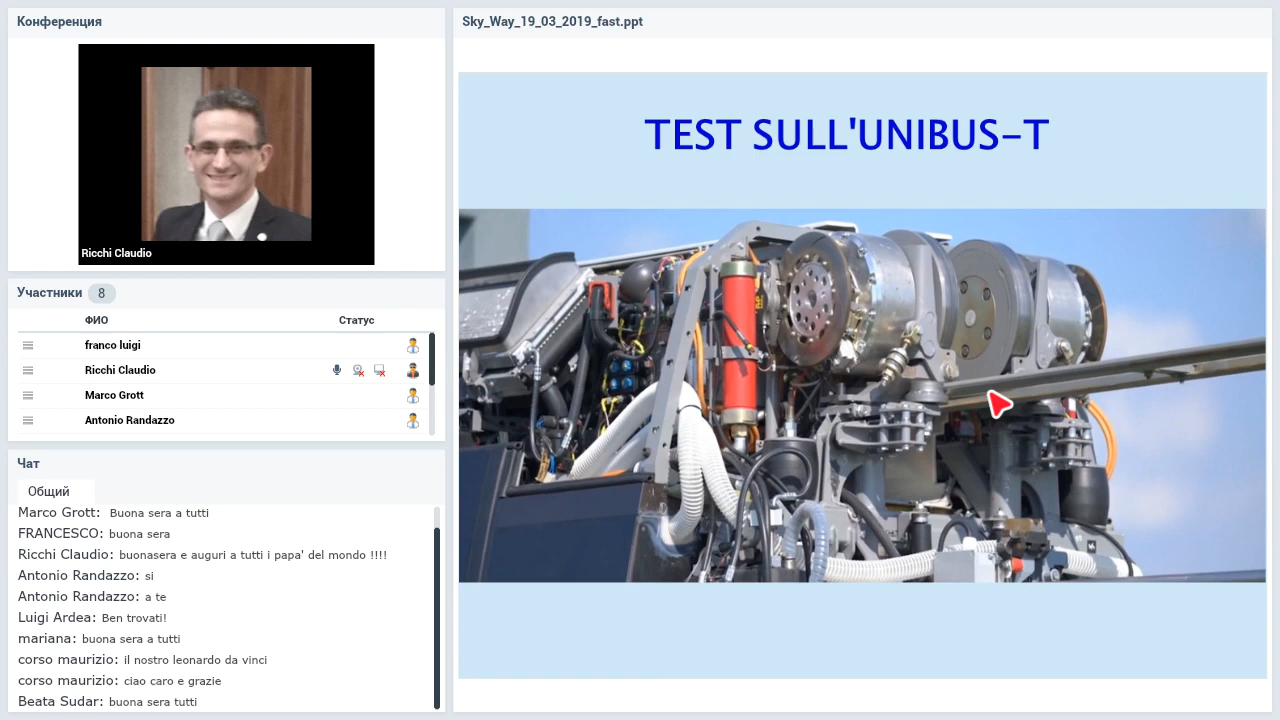 Конференция
Ricchi Claudio
Участники 8
ФИО Статус
franco luigi
Ricchi Claudio
Marco Grott
Antonio Randazzo
Чат
Общий
Marco Grott: Buona sera a tutti
FRANCESCO: buona sera
Ricchi Claudio: buonasera e auguri a tutti i papa' del mondo !!!!
Antonio Randazzo: si
Antonio Randazzo: a te
Luigi Ardea: Ben trovati!
mariana: buona sera a tutti
corso maurizio: il nostro leonardo da vinci
corso maurizio: ciao caro e grazie
Beata Sudar: buona sera tutti
Sky_Way_19_03_2019_fast.ppt
TEST SULL'UNIBUS-T